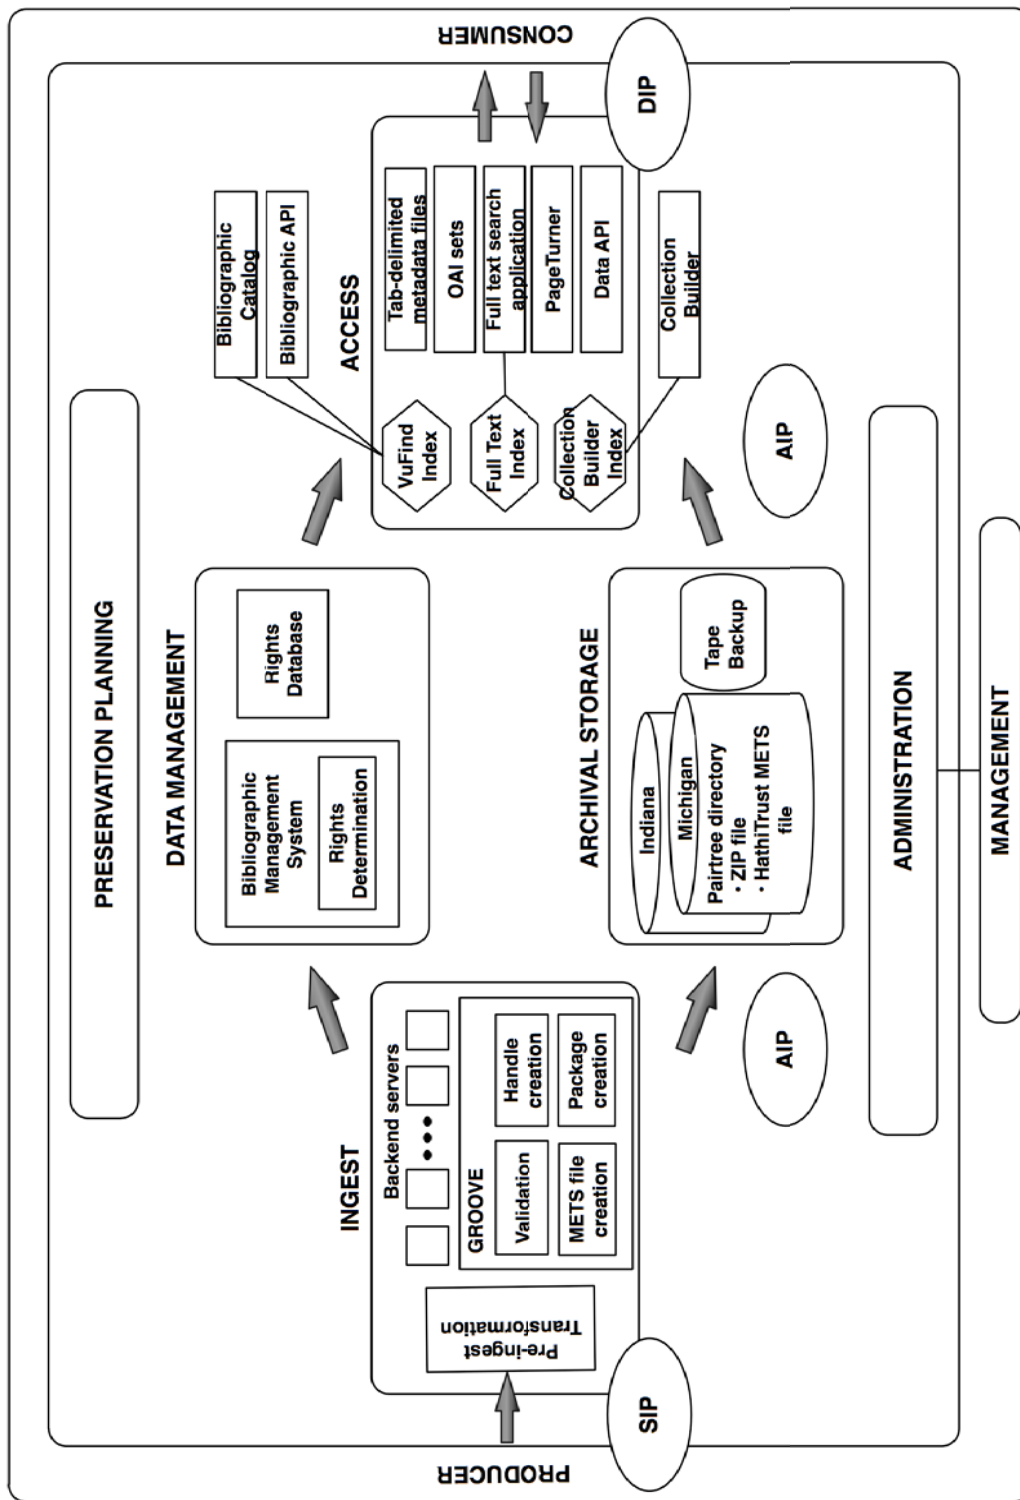 PRESERVATION PLANNING
PRODUCER
CONSUMER
SIP
INGEST
Pre-ingest
Transformation
Backend servers
GROOVE
Validation
Handle
creation
METS file
creation
Package
creation
AIP
DATA MANAGEMENT
Bibliographic
Management
System
Rights
Determination
Rights
Database
ARCHIVAL STORAGE
Indiana
Michigan
Pairtree directory
• ZIP file
• HathiTrust METS
file
Tape
Backup
AIP
ACCESS
Bibliographic
Catalog
Bibliographic API
VuFind
Index
Full Text
Index
Collection
Builder
Index
Tab-delimited
metadata files
OAI sets
Full text search
application
PageTurner
Data API
Collection
Builder
DIP
ADMINISTRATION
MANAGEMENT